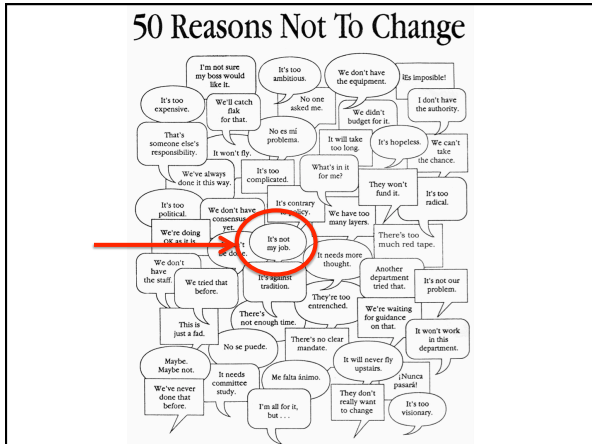 50 Reasons Not To Change
I'm not sure
my boss would
like it.
It's too
ambitious.
We don't have
the equipment.
¡Es imposible!
It's too
expensive.
We'll catch
flak
for that.
No one
asked me.
We didn't
budget for it.
I don't have
the authority.
That's
someone else's
responsibility.
It won't fly.
No es mi
problema.
It will take
too long.
It's hopeless.
We can't
take
the chance.
We've always
done it this way.
It's too
complicated.
What's in it
for me?
They won't
fund it.
It's too
radical.
It's too
political.
We don't have
consensus
yet.
It's contrary
to policy.
We have too
many layers.
We're doing
OK as it is.
be done.
It's not
my job.
There's too
much red tape.
It needs more
thought.
We don't
have
the staff.
We tried that
before.
It's against
tradition.
Another
department
tried that.
It's not our
problem.
They're too
entrenched.
There's
not enough time.
We're waiting
for guidance
on that.
This is
just a fad.
No se puede.
There's no clear
mandate.
It won't work
in this
department.
Maybe.
Maybe not.
It needs
committee
study.
Me falta ánimo.
It will never fly
upstairs.
¡Nunca
pasará!
We've never
done that
before.
I'm all for it,
but . . .
They don't
really want
to change
It's too
visionary.